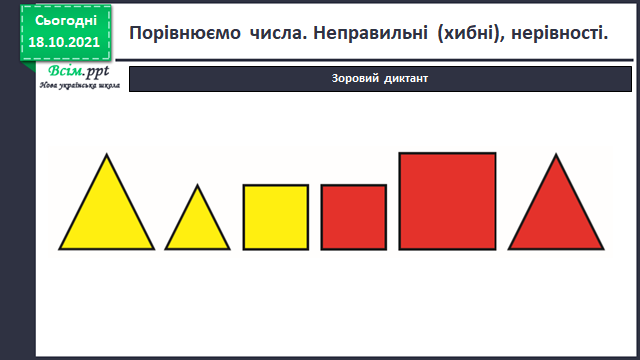 Сьогодні
18.10.2021
Порівнюємо числа. Неправильні (хибні), нерівності.
Всім.ppt
Нова українська школа
Зоровий диктант